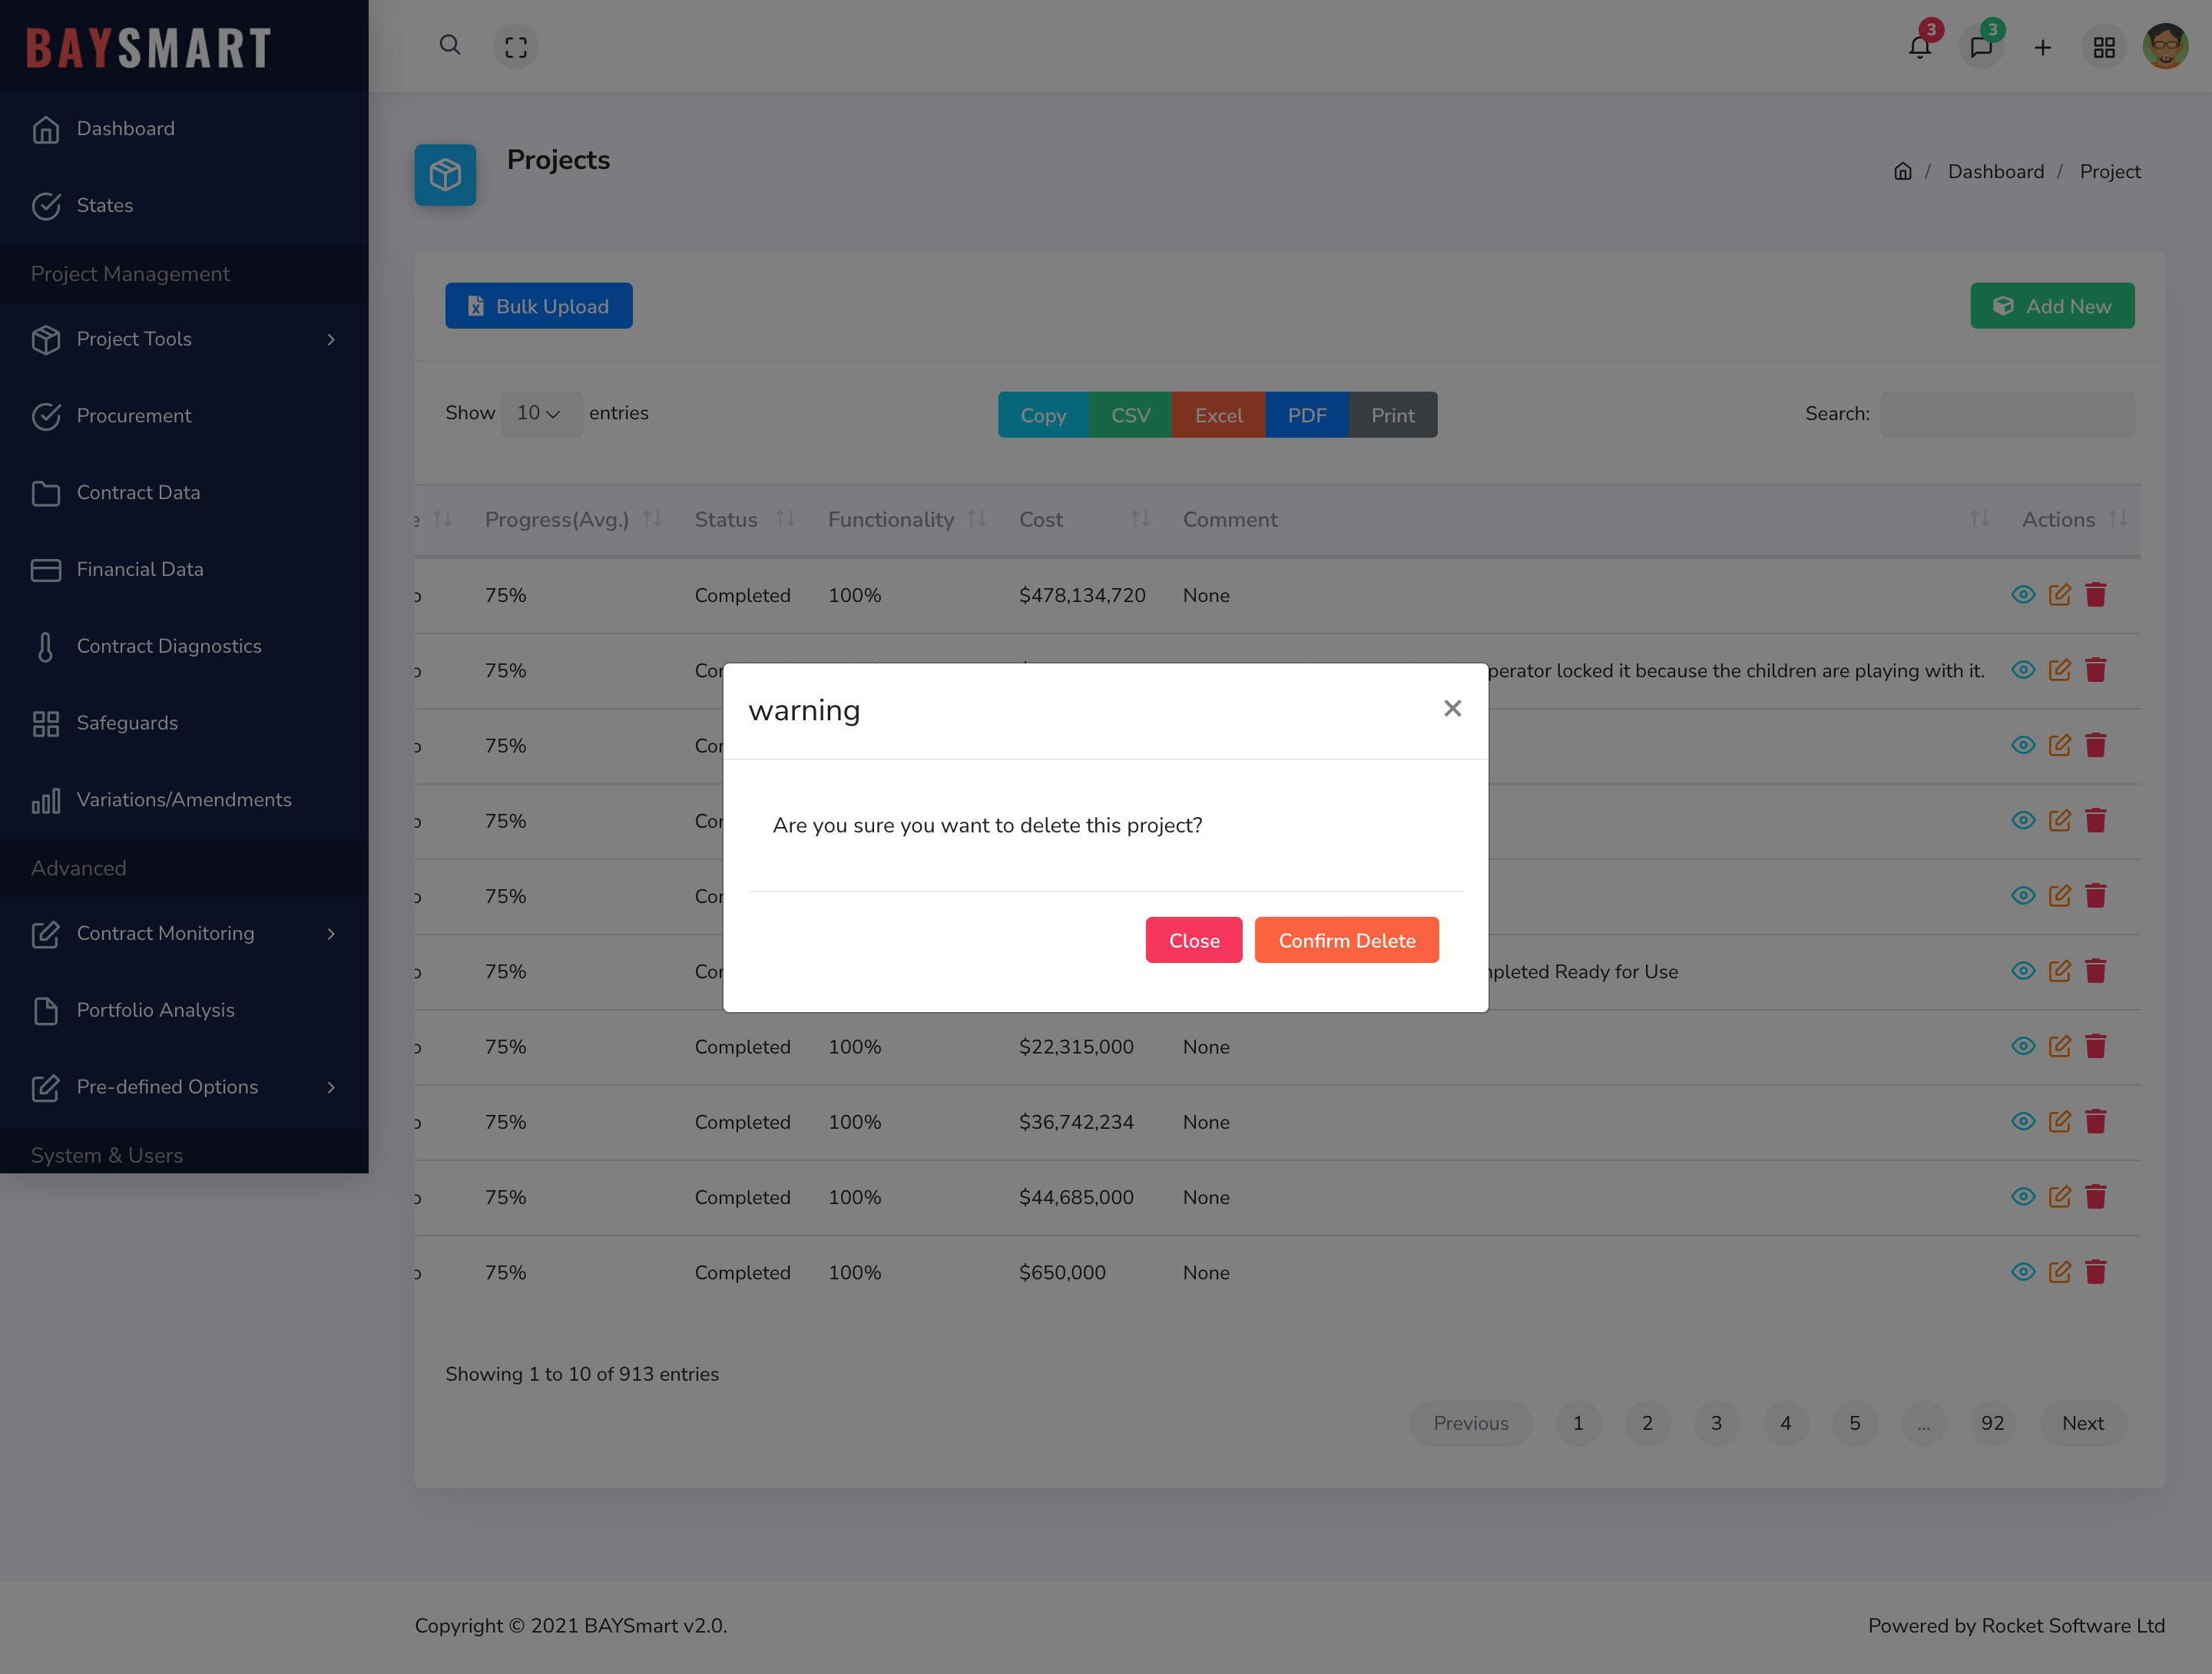 BAYSMART
3
3
Dashboard
States
Project Management
Project Tools
Procurement
Contract Data
Financial Data
Contract Diagnostics
Safeguards
Variations/Amendments
Advanced
Contract Monitoring
Portfolio Analysis
Pre-defined Options
System & Users
Projects
/ Dashboard / Project
Bulk Upload
Add New
Show 10 entries
Copy CSV Excel PDF Print
Search:
Progress(Avg.) Status Functionality Cost Comment Actions
75% Completed 100% $478,134,720 None
75% locked it because the children are playing with it.
75%
75%
75%
75% Ready for Use
75% Completed 100% $22,315,000 None
75% Completed 100% $36,742,234 None
75% Completed 100% $44,685,000 None
75% Completed 100% $650,000 None
warning
×
Are you sure you want to delete this project?
Close Confirm Delete
Showing 1 to 10 of 913 entries
Previous 1 2 3 4 5 ... 92 Next
Copyright © 2021 BAYSmart v2.0.
Powered by Rocket Software Ltd